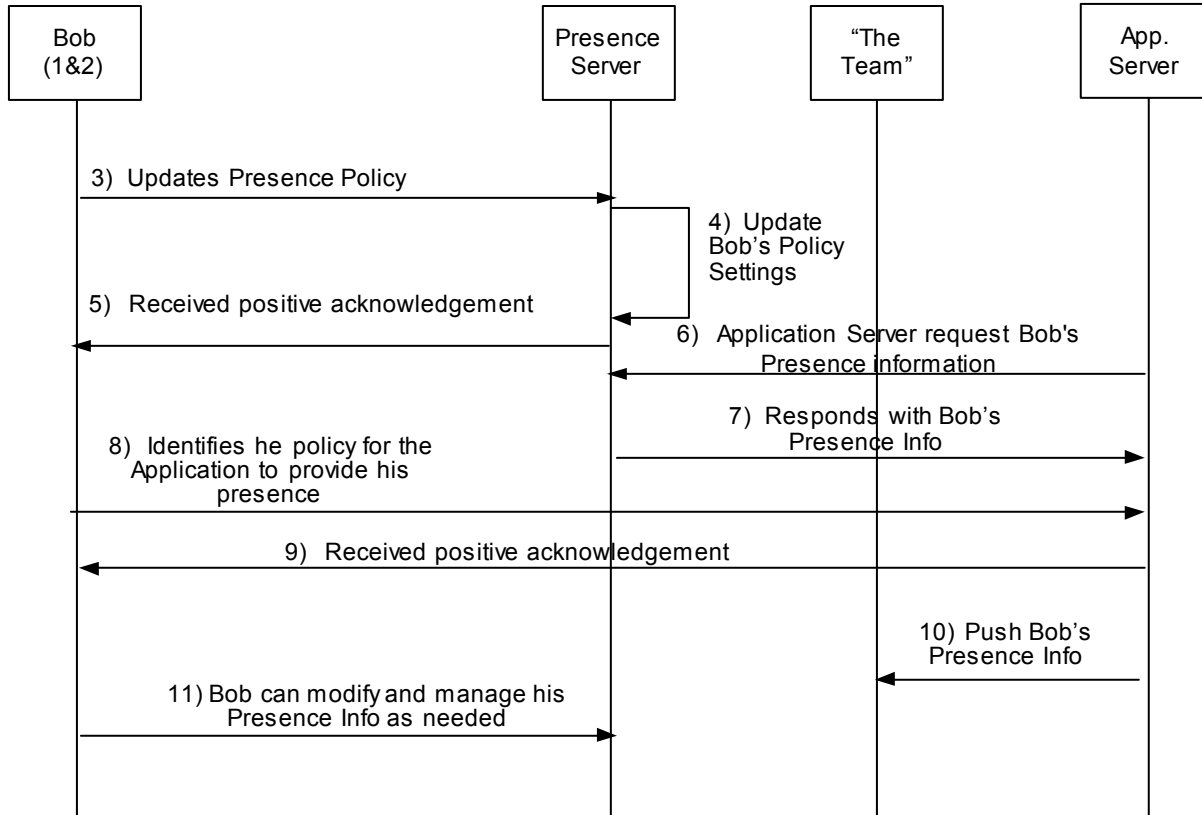 Bob
(1&2)
Presence
Server
“The
Team”
App.
Server
3) Updates Presence Policy
4) Update
Bob’s Policy
Settings
5) Received positive acknowledgement
6) Application Server request Bob's
Presence information
7) Responds with Bob’s
Presence Info
8) Identifies he policy for the
Application to provide his
presence
9) Received positive acknowledgement
10) Push Bob’s
Presence Info
11) Bob can modify and manage his
Presence Info as needed